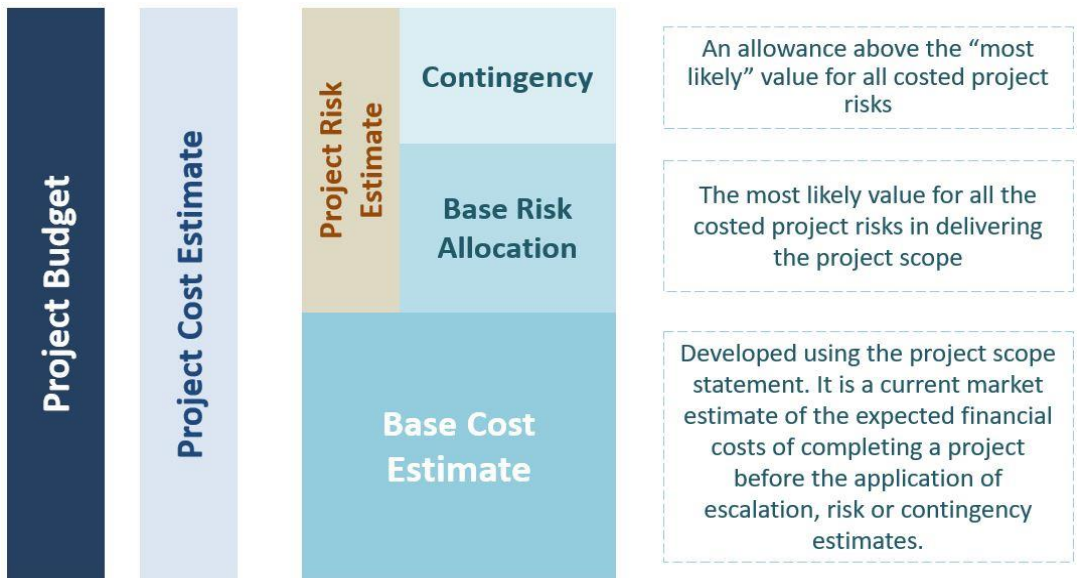 Project Budget
Project Cost Estimate
Project Risk
Estimate
Contingency
Base Risk
Allocation
Base Cost
Estimate
An allowance above the “most
likely” value for all costed project
risks
The most likely value for all the
costed project risks in delivering
the project scope
Developed using the project scope
statement. It is a current market
estimate of the expected financial
costs of completing a project
before the application of
escalation, risk or contingency
estimates.